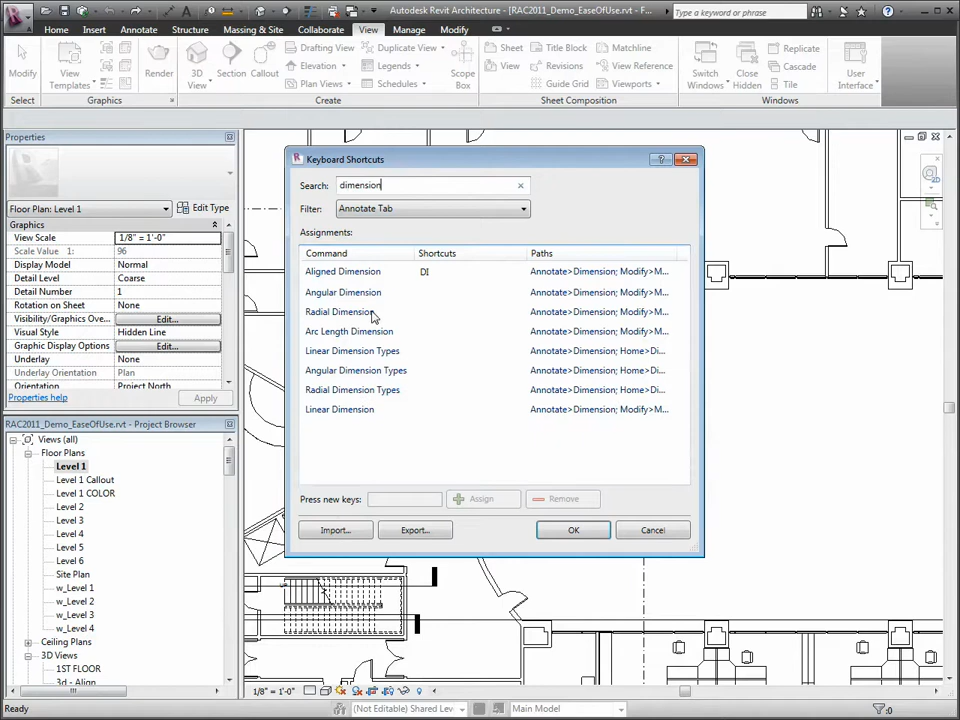 Autodesk Revit Architecture - [RAC2011_Demo_EaseOfUse.rvt - F...
Type a keyword or phrase
Home Insert Annotate Structure Massing & Site Collaborate View Manage Modify
Modify
View Templates
Render
3D View
Section
Callout
Drafting View
Elevation
Plan Views
Duplicate View
Legends
Schedules
Scope Box
Sheet
View
Title Block
Revisions
Guide Grid
Matchline
View Reference
Viewports
Switch Windows
Close Hidden
Replicate
Cascade
Tile
User Interface
Select Graphics Create Sheet Composition Windows
Properties
Floor Plan: Level 1 Edit Type
Graphics
View Scale 1/8" = 1'-0"
Scale Value 1: 96
Display Model Normal
Detail Level Coarse
Detail Number 1
Rotation on Sheet None
Visibility/Graphics Ove... Edit...
Visual Style Hidden Line
Graphic Display Options Edit...
Underlay None
Underlay Orientation Plan
Orientation Project North
Properties help Apply
RAC2011_Demo_EaseOfUse.rvt - Project Browser
Views (all)
Floor Plans
Level 1
Level 1 Callout
Level 1 COLOR
Level 2
Level 3
Level 4
Level 5
Level 6
Site Plan
w_Level 1
w_Level 2
w_Level 3
w_Level 4
Ceiling Plans
3D Views
1ST FLOOR
3d - Align
Keyboard Shortcuts
Search: dimension
Filter: Annotate Tab
Assignments:
Command Shortcuts Paths
Aligned Dimension DI Annotate>Dimension; Modify>M...
Angular Dimension Annotate>Dimension; Modify>M...
Radial Dimension Annotate>Dimension; Modify>M...
Arc Length Dimension Annotate>Dimension; Modify>M...
Linear Dimension Types Annotate>Dimension; Home>Di...
Angular Dimension Types Annotate>Dimension; Home>Di...
Radial Dimension Types Annotate>Dimension; Home>Di...
Linear Dimension Annotate>Dimension; Modify>M...
Press new keys: Assign Remove
Import... Export... OK Cancel
1/8" = 1'-0"
Ready (Not Editable) Shared Leve... Main Model :0